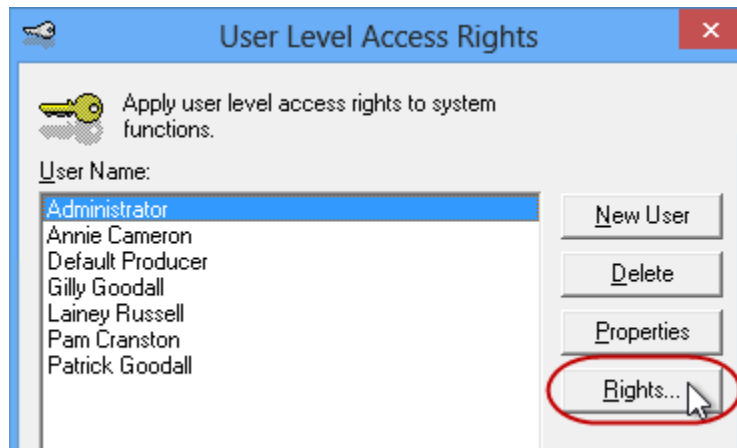 User Level Access Rights
Apply user level access rights to system
functions.
User Name:
Administrator
Annie Cameron
Default Producer
Gilly Goodall
Lainey Russell
Pam Cranston
Patrick Goodall
New User
Delete
Properties
Rights...